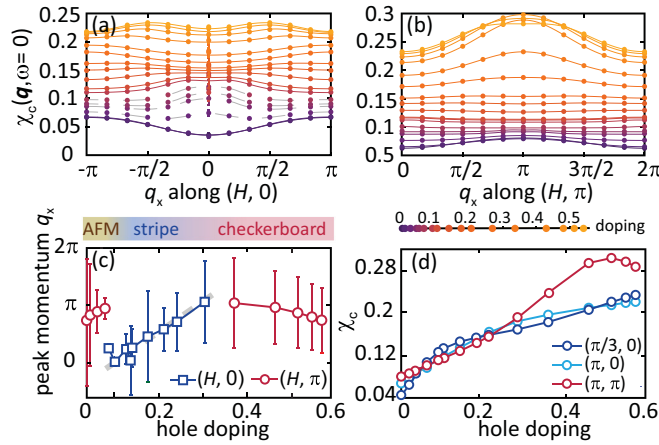 (a)
χc(q,ω=0)
0.25
0.2
0.15
0.1
0.05
0
-π
-π/2
0
π/2
π
qx along (H, 0)
(b)
0.3
0.25
0.2
0.15
0.1
0.5
0
π/2
π
3π/2
2π
qx along (H, π)
AFM stripe checkerboard
(c)
peak momentum qx
2π
π
0
(H, 0) (H, π)
0 0.2 0.4 0.6
hole doping
0 0.1 0.2 0.3 0.4 0.5 doping
(d)
χc
0.28
0.2
0.12
0.04
(π/3, 0)
(π, 0)
(π, π)
0 0.2 0.4 0.6
hole doping